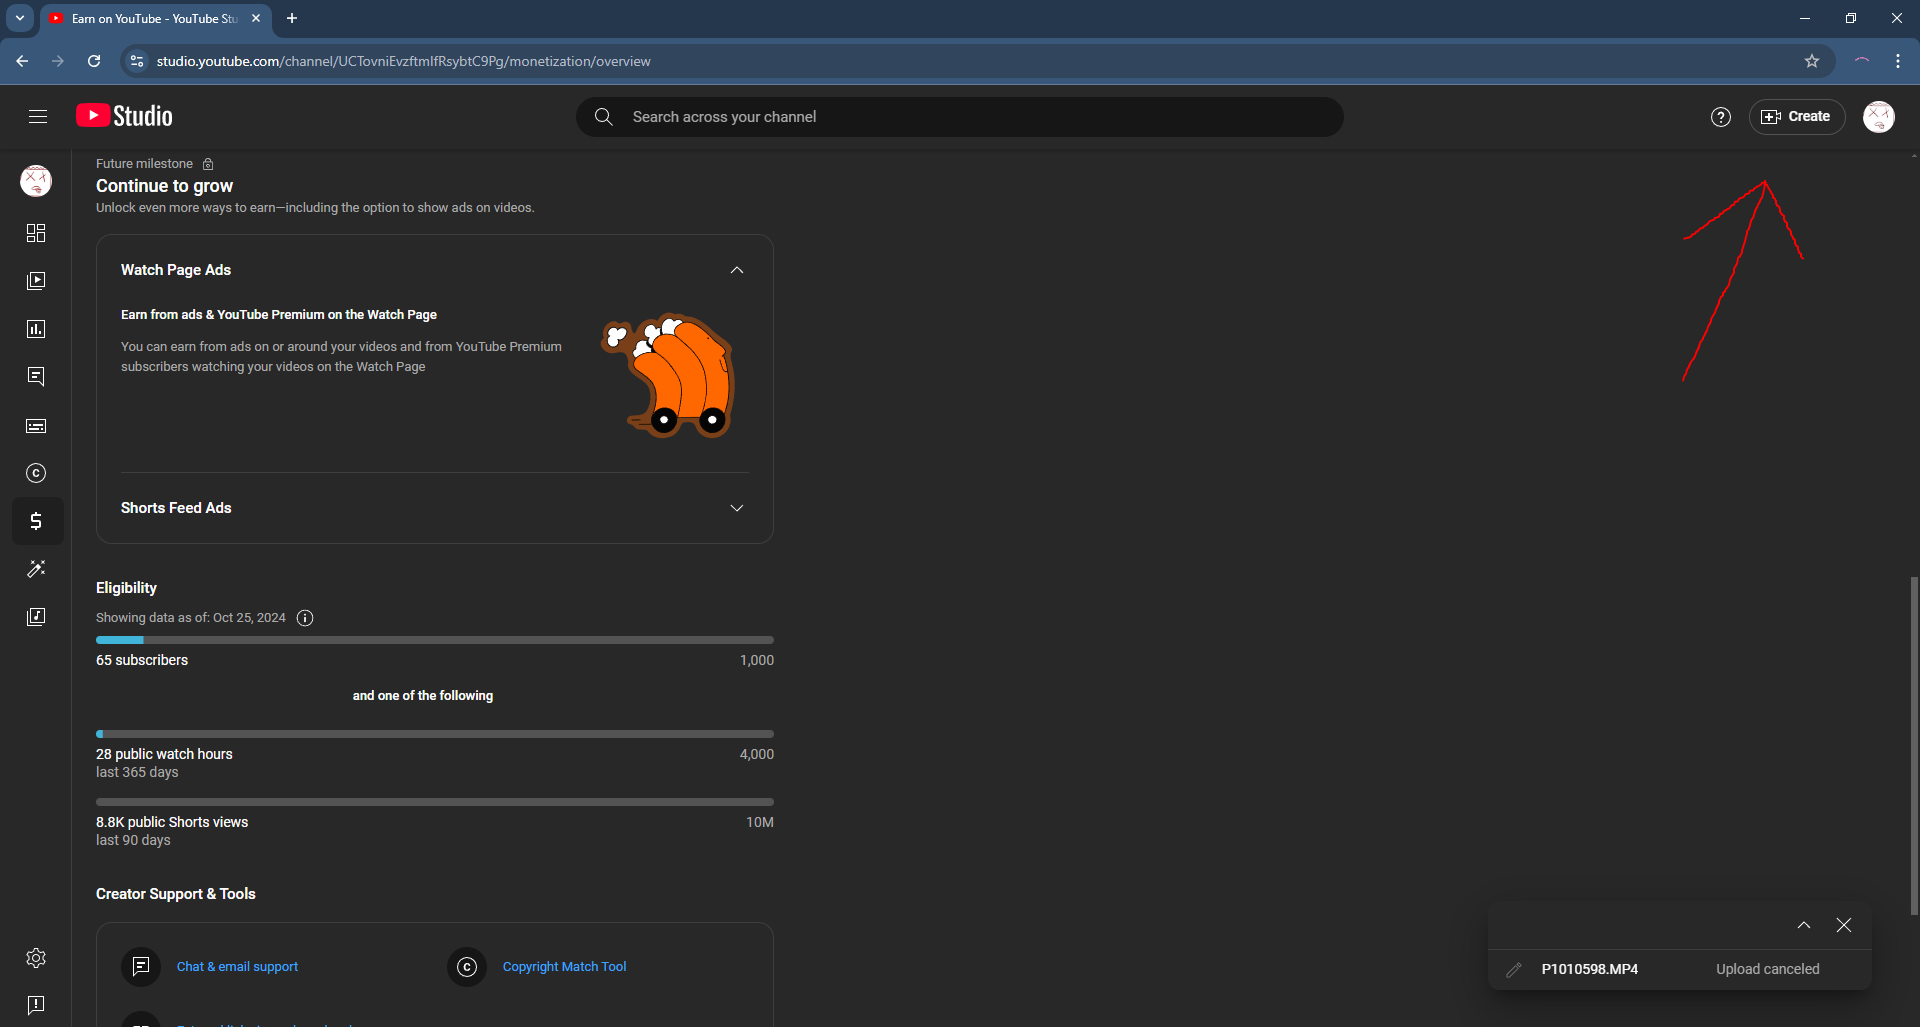 Earn on YouTube - YouTube Stu
studio.youtube.com/channel/UCTovniEvzftmIfRsybtC9Pg/monetization/overview
Studio
Search across your channel
Create
Future milestone
Continue to grow
Unlock even more ways to earn—including the option to show ads on videos.
Watch Page Ads
Earn from ads & YouTube Premium on the Watch Page
You can earn from ads on or around your videos and from YouTube Premium
subscribers watching your videos on the Watch Page
Shorts Feed Ads
Eligibility
Showing data as of: Oct 25, 2024
65 subscribers
1,000
and one of the following
28 public watch hours
4,000
last 365 days
8.8K public Shorts views
10M
last 90 days
Creator Support & Tools
Chat & email support
Copyright Match Tool
P1010598.MP4
Upload canceled